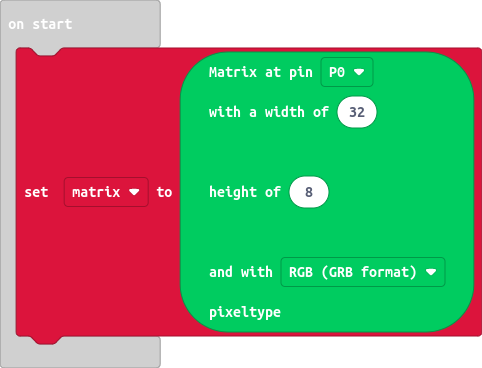 on start
Matrix at pin P0
with a width of 32
set matrix to height of 8
and with RGB (GRB format)
pixeltype